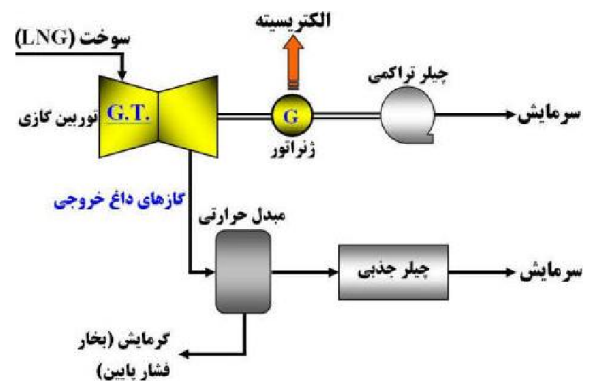 الکتریسیته
سوخت (LNG)
چیلر تراکمی
توربین گازی
G.T.
G
سرمایش
ژنراتور
گازهای داغ خروجی
مبدل حرارتی
چیلر جذبی
سرمایش
گرمایش (بخار
فشار پایین)